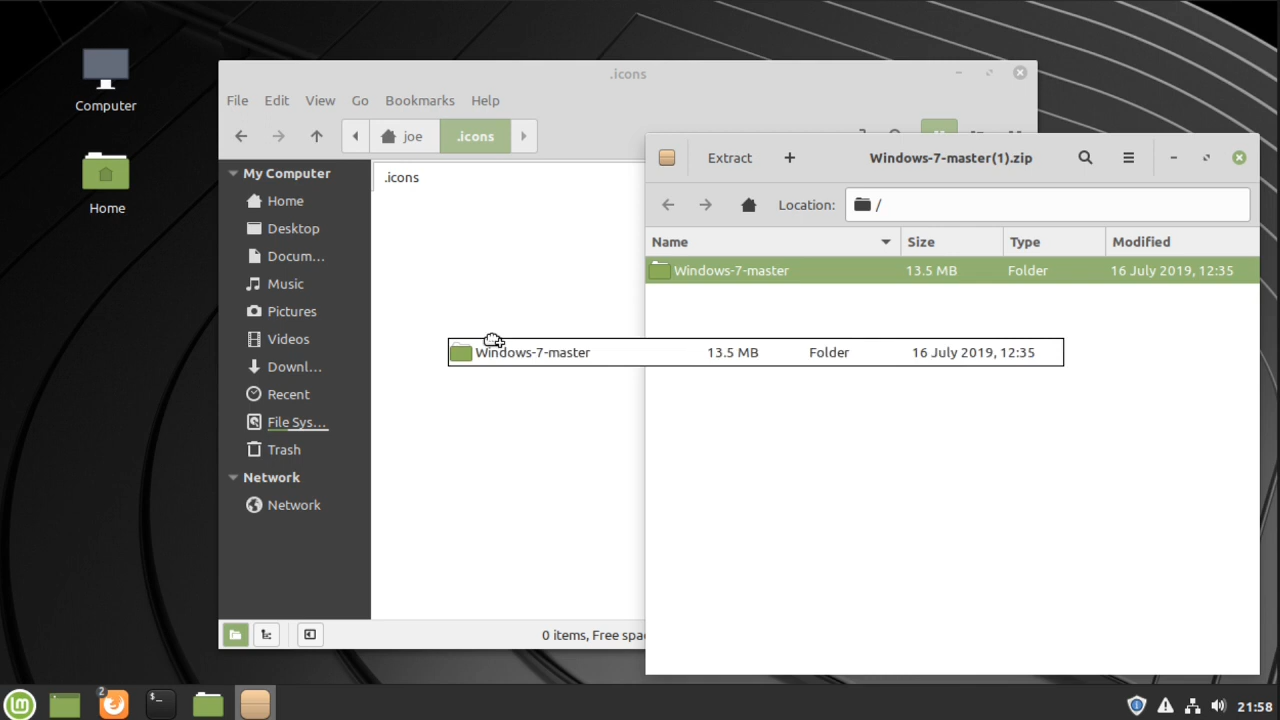 Computer
Home
.icons
File Edit View Go Bookmarks Help
joe .icons
My Computer
Home
Desktop
Docum...
Music
Pictures
Videos
Downl...
Recent
File Sys...
Trash
Network
Network
.icons
0 items, Free spac
Extract + Windows-7-master(1).zip
Location: /
Name Size Type Modified
Windows-7-master 13.5 MB Folder 16 July 2019, 12:35
Windows-7-master 13.5 MB Folder 16 July 2019, 12:35
2
$_
21:58